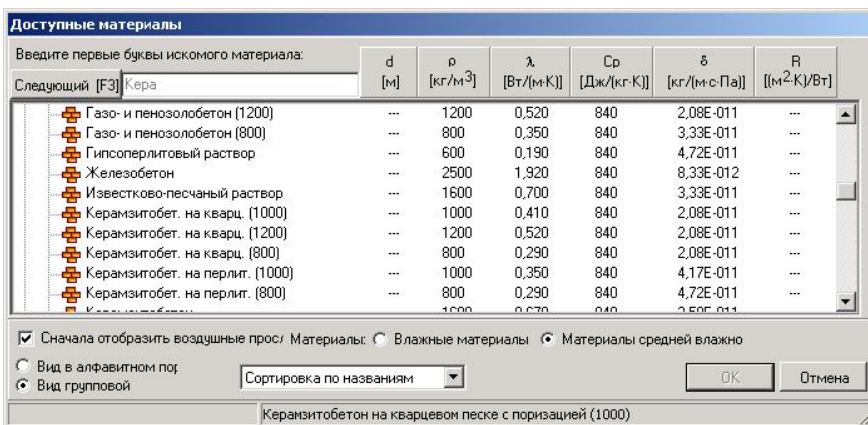 Доступные материалы
Введите первые буквы искомого материала:
Следующий [F3] Кера
d [м] ρ [кг/м3] λ [Вт/(м·К)] Cp [Дж/(кг·К)] δ [кг/(м·с·Па)] R [(м2·К)/Вт]
Газо- и пенозолобетон (1200) --- 1200 0,520 840 2,08E-011 ---
Газо- и пенозолобетон (800) --- 800 0,350 840 3,33E-011 ---
Гипсоперлитовый раствор --- 600 0,190 840 4,72E-011 ---
Железобетон --- 2500 1,920 840 8,33E-012 ---
Известково-песчаный раствор --- 1600 0,700 840 3,33E-011 ---
Керамзитобет. на кварц. (1000) --- 1000 0,410 840 2,08E-011 ---
Керамзитобет. на кварц. (1200) --- 1200 0,520 840 2,08E-011 ---
Керамзитобет. на кварц. (800) --- 800 0,290 840 2,08E-011 ---
Керамзитобет. на перлит. (1000) --- 1000 0,350 840 4,17E-011 ---
Керамзитобет. на перлит. (800) --- 800 0,290 840 4,72E-011 ---
Сначала отобразить воздушные прос Материалы: Влажные материалы Материалы средней влажно
Вид в алфавитном пор
Вид групповой
Сортировка по названиям
OK Отмена
Керамзитобетон на кварцевом песке с поризацией (1000)